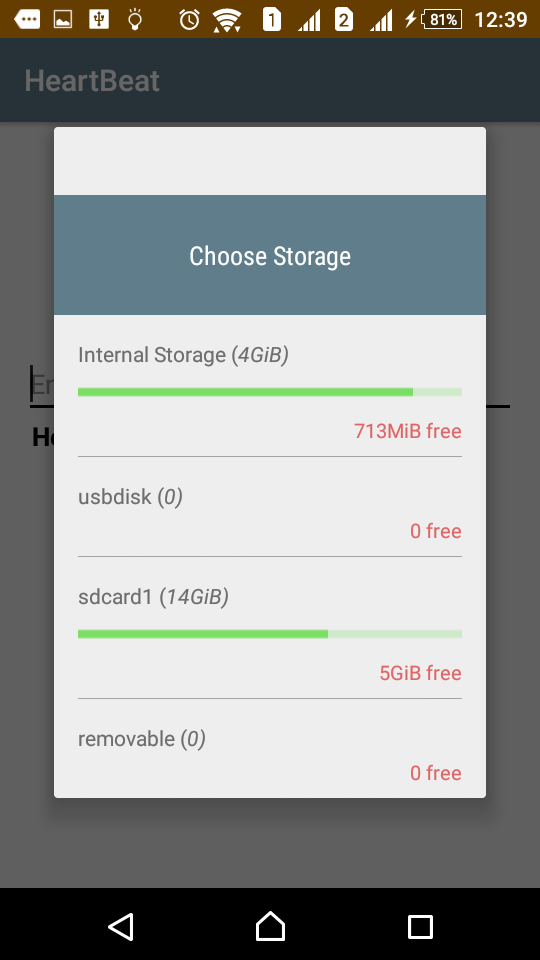 1 2 81% 12:39
HeartBeat
Choose Storage
Internal Storage (4GiB)
713MiB free
En
He
usbdisk (0)
0 free
sdcard1 (14GiB)
5GiB free
removable (0)
0 free